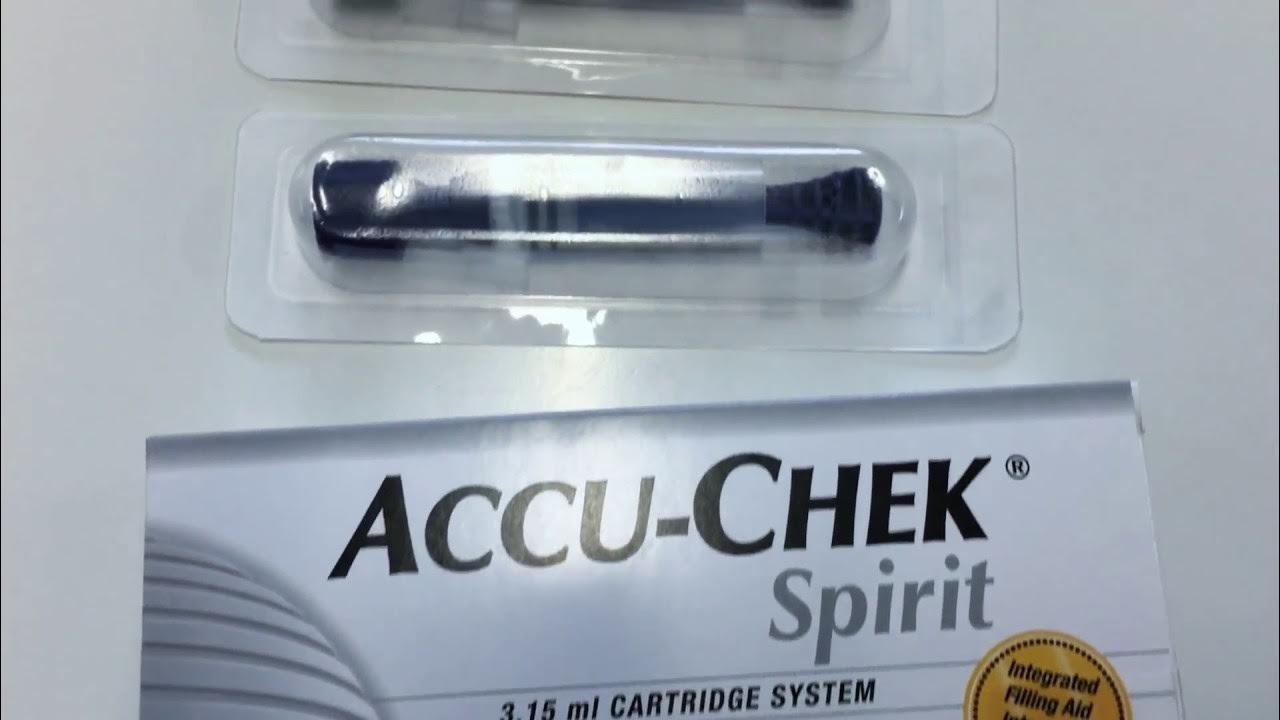 ACCU-CHEK®
Spirit
3.15 ml CARTRIDGE SYSTEM
Integrated
Filling Aid